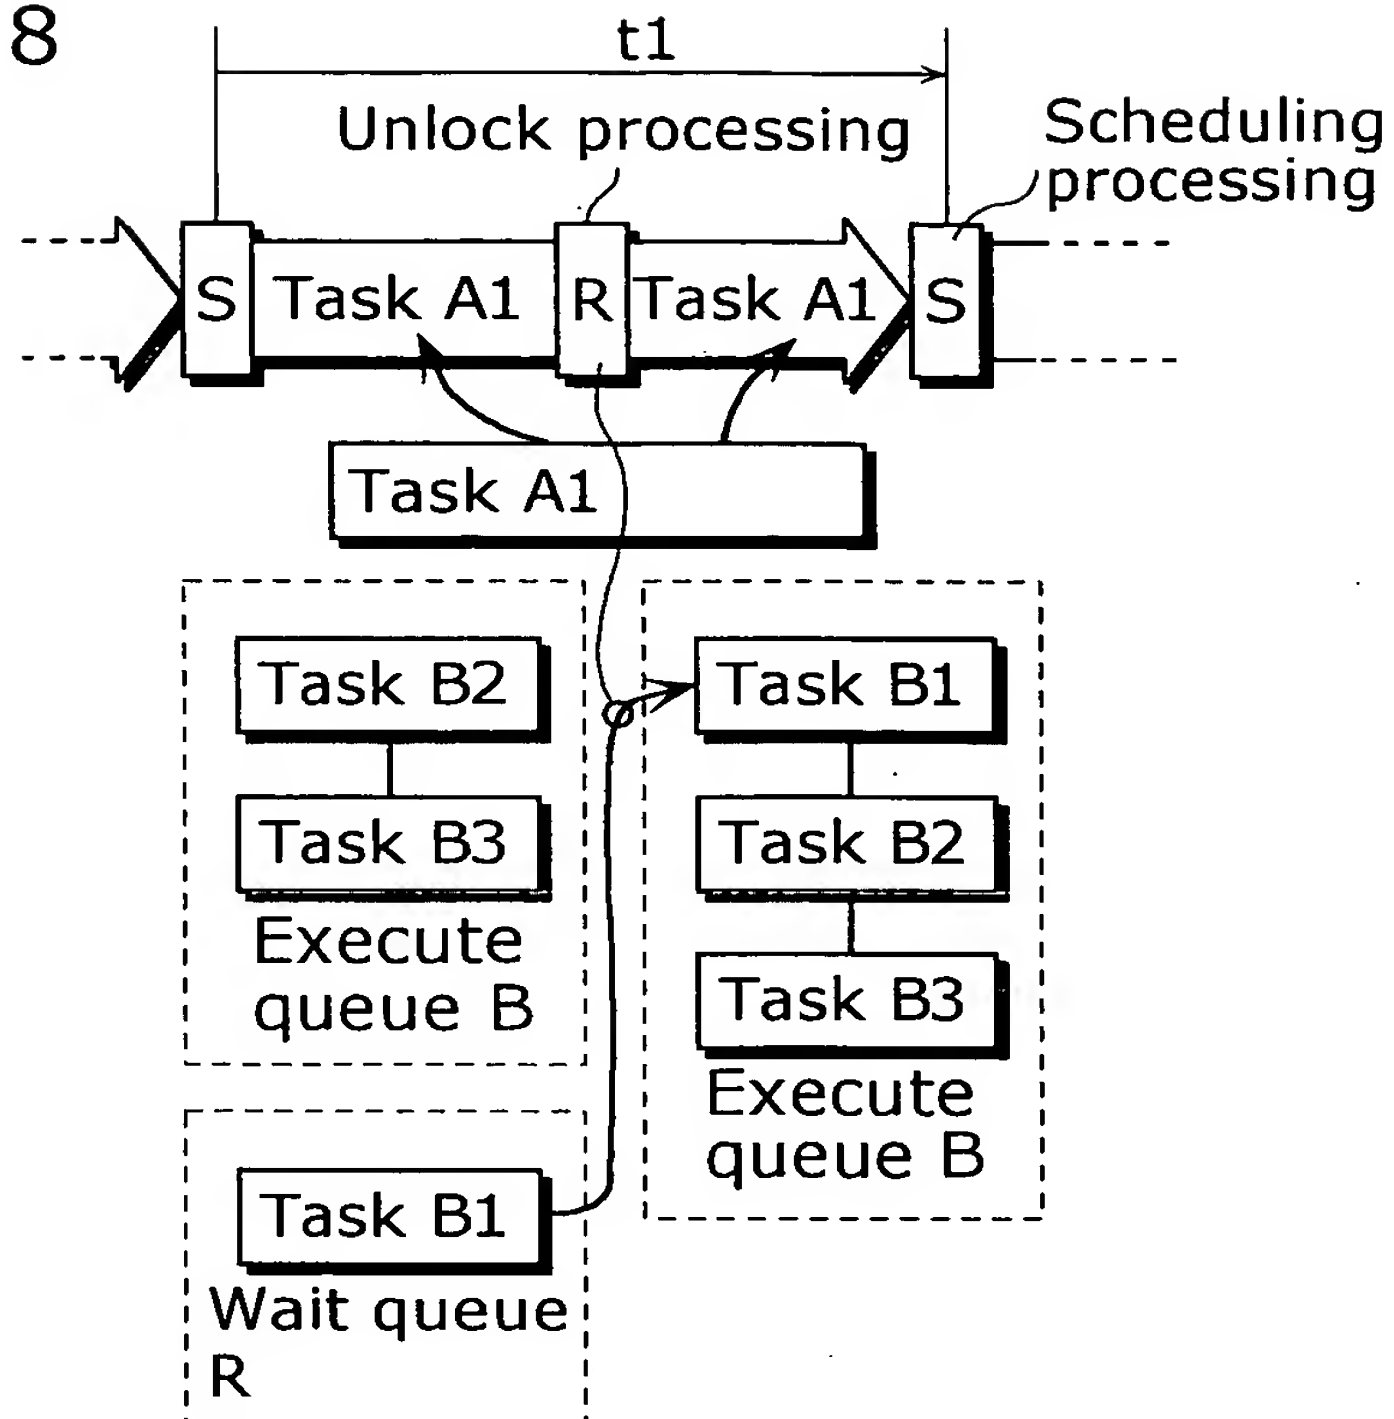 8
t1
Unlock processing
Scheduling
processing
S
Task A1
R
Task A1
S
Task A1
Task B2
Task B3
Execute
queue B
Task B1
Task B2
Task B3
Execute
queue B
Task B1
Wait queue
R